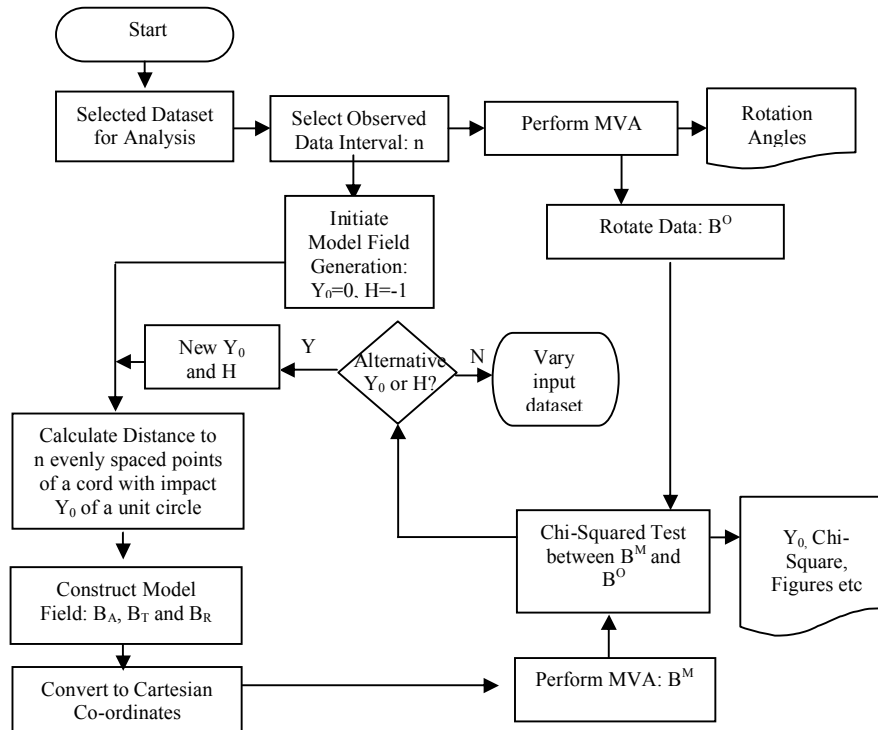 Start
Selected Dataset
for Analysis
Select Observed
Data Interval: n
Perform MVA
Rotation
Angles
Initiate
Model Field
Generation:
Y₀=0, H=-1
Rotate Data: Bᴼ
New Y₀
and H
Y
Alternative
Y₀ or H?
N
Vary
input
dataset
Calculate Distance to
n evenly spaced points
of a cord with impact
Y₀ of a unit circle
Chi-Squared Test
between Bᴹ and
Bᴼ
Y₀, Chi-
Square,
Figures etc
Construct Model
Field: B_A, B_T and B_R
Convert to Cartesian
Co-ordinates
Perform MVA: Bᴹ